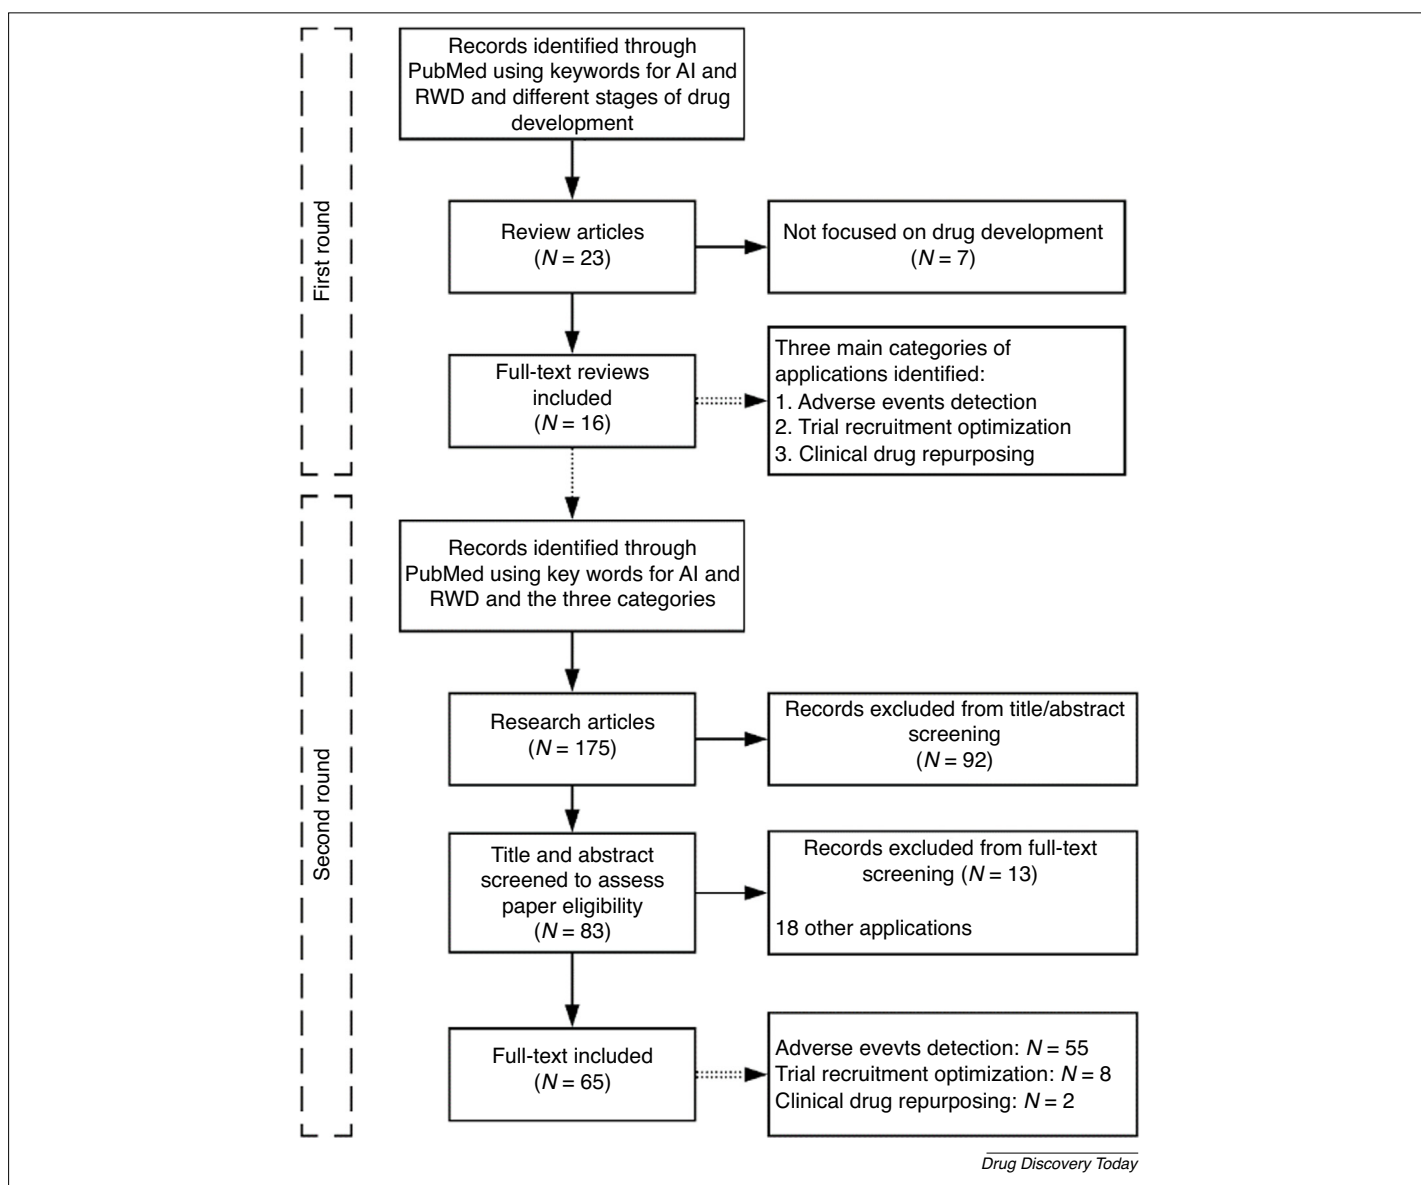 Records identified through
PubMed using keywords for AI and
RWD and different stages of drug
development
First round
Review articles
(N = 23)
Not focused on drug development
(N = 7)
Full-text reviews
included
(N = 16)
Three main categories of
applications identified:
1. Adverse events detection
2. Trial recruitment optimization
3. Clinical drug repurposing
Second round
Records identified through
PubMed using key words for AI and
RWD and the three categories
Research articles
(N = 175)
Records excluded from title/abstract
screening
(N = 92)
Title and abstract
screened to assess
paper eligibility
(N = 83)
Records excluded from full-text
screening (N = 13)
18 other applications
Full-text included
(N = 65)
Adverse evevts detection: N = 55
Trial recruitment optimization: N = 8
Clinical drug repurposing: N = 2
Drug Discovery Today